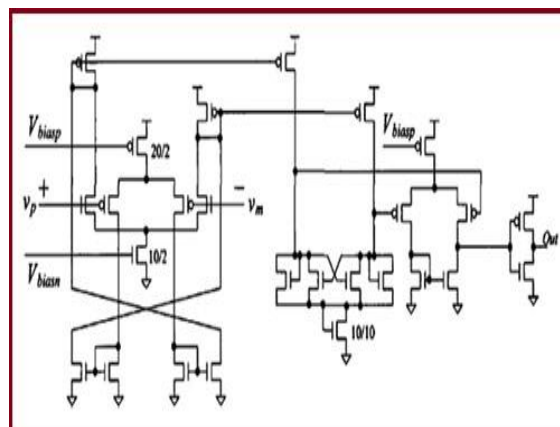 V_biasp
20/2
V_biasp
v_p +
− v_m
Out
10/2
V_biasn
10/10